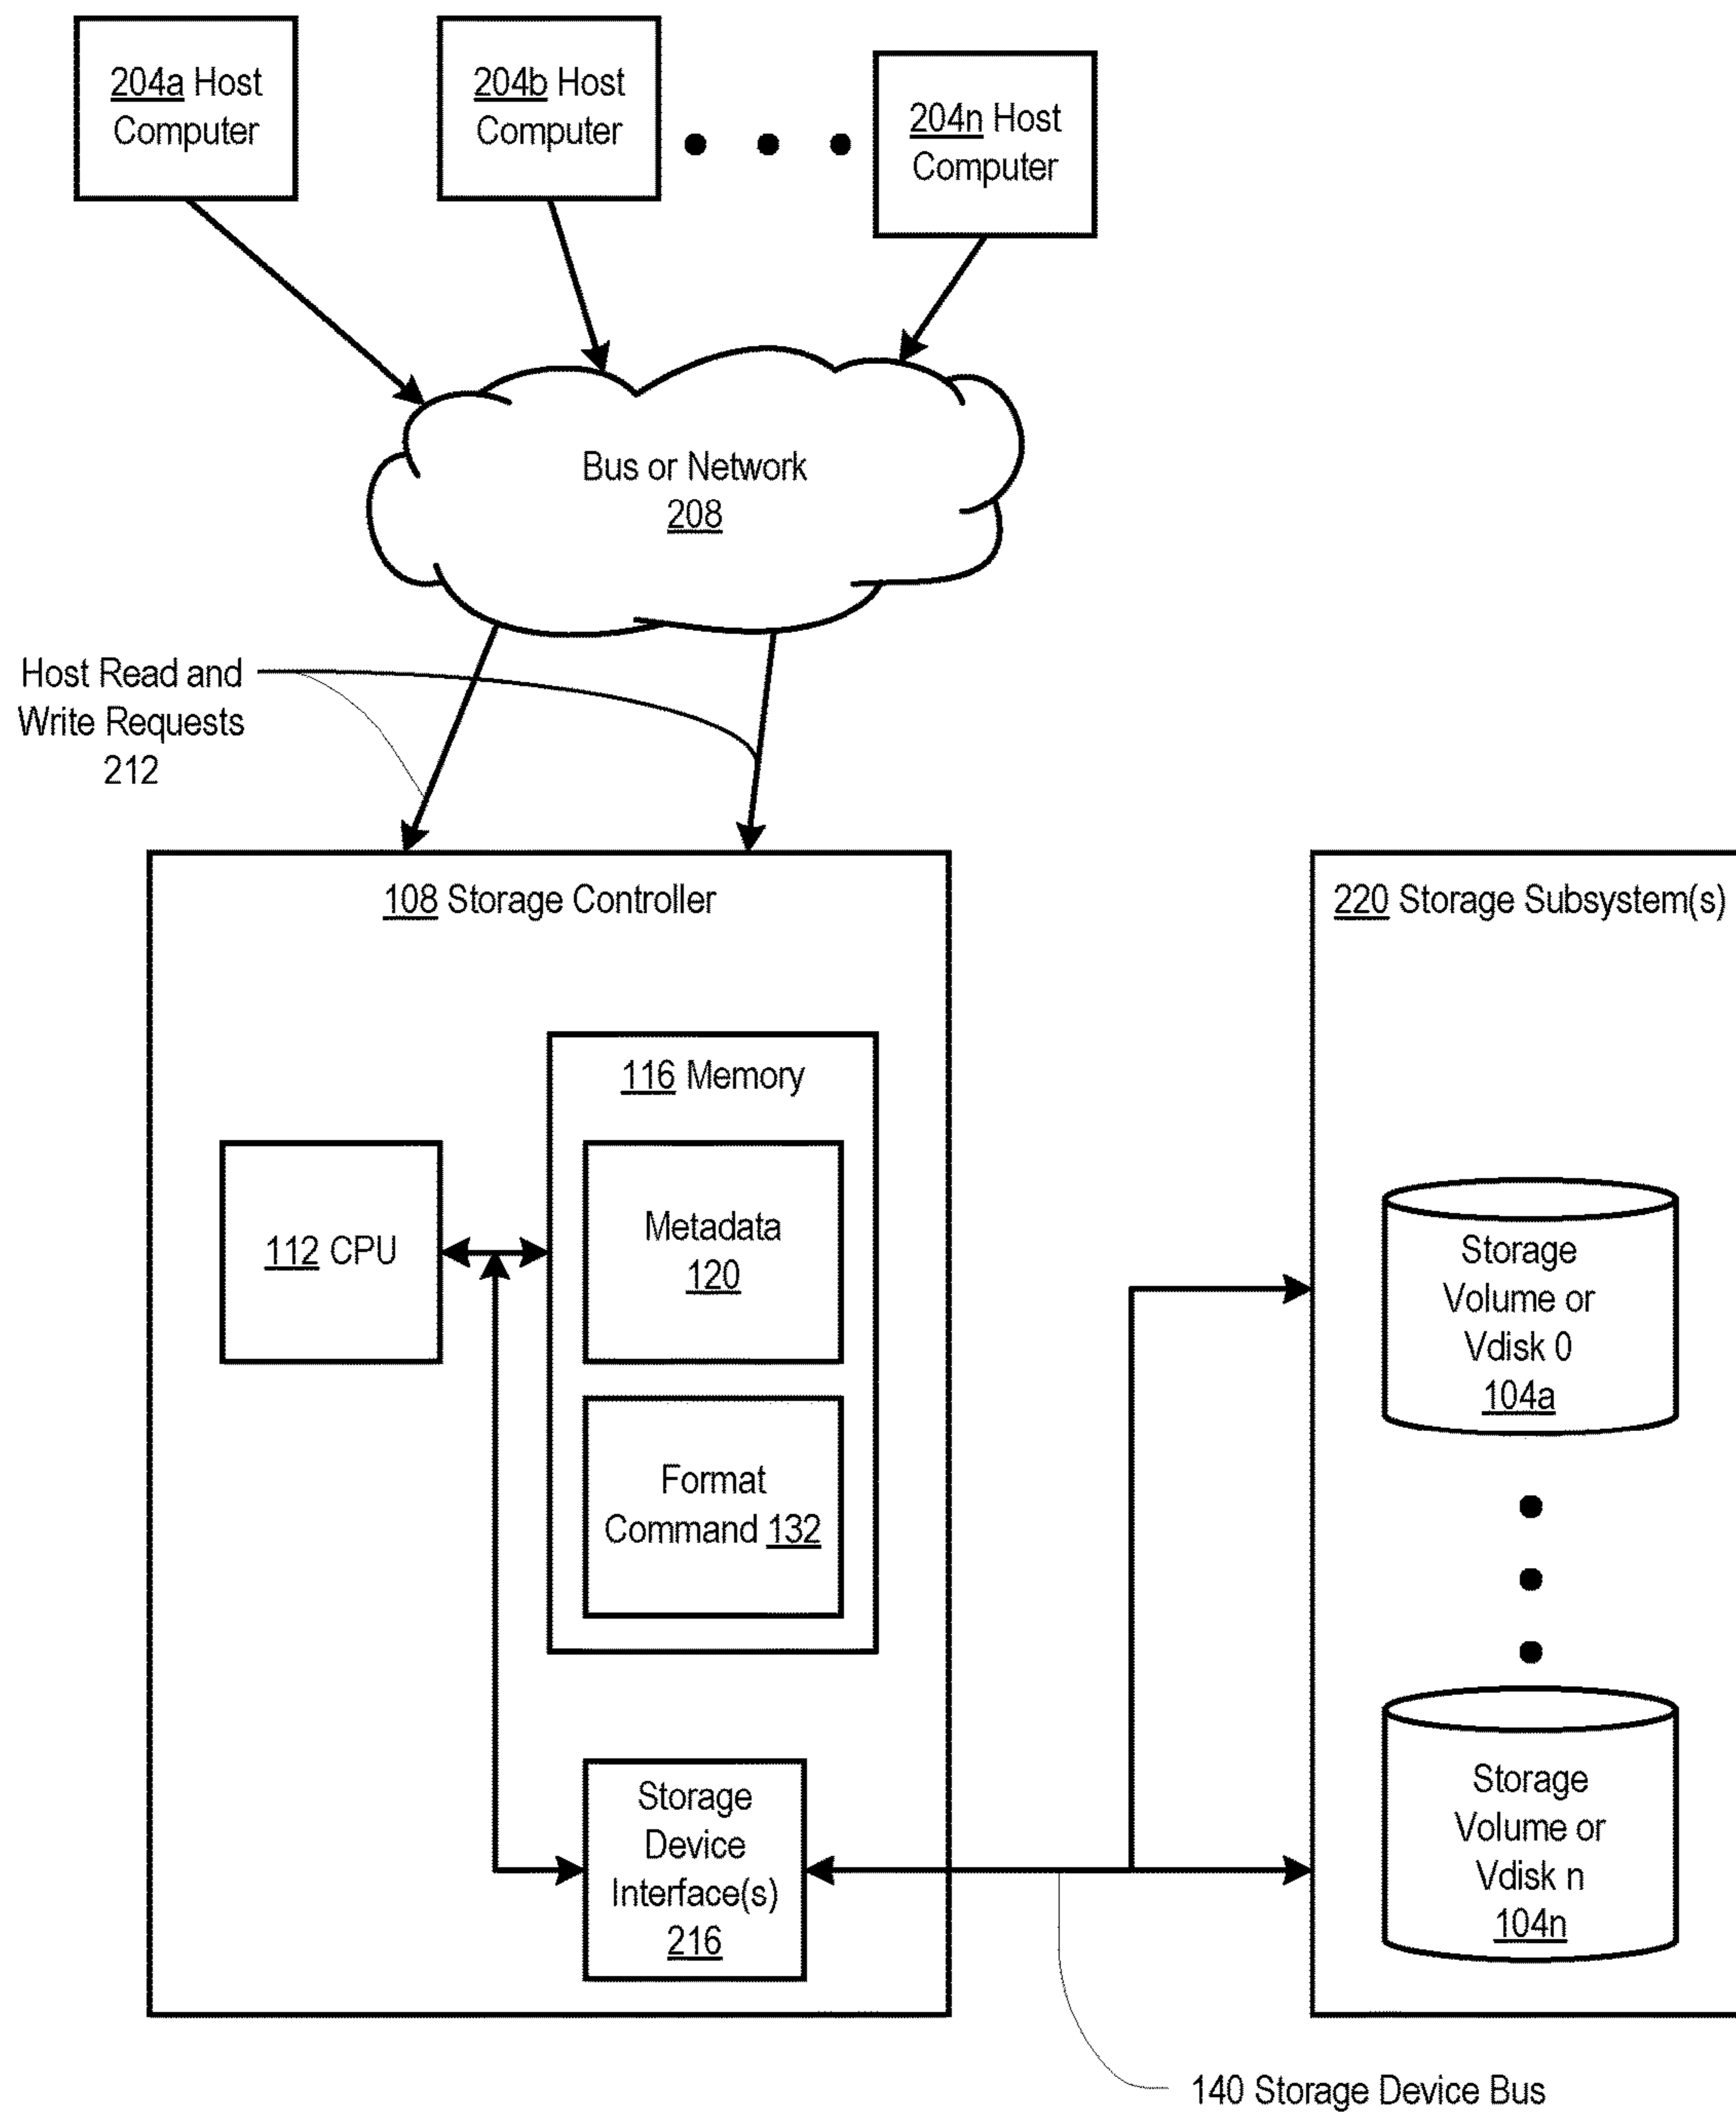 204a Host
Computer
204b Host
Computer
204n Host
Computer
Bus or Network
208
Host Read and
Write Requests
212
108 Storage Controller
220 Storage Subsystem(s)
116 Memory
112 CPU
Metadata
120
Format
Command 132
Storage
Volume or
Vdisk 0
104a
Storage
Device
Interface(s)
216
Storage
Volume or
Vdisk n
104n
140 Storage Device Bus